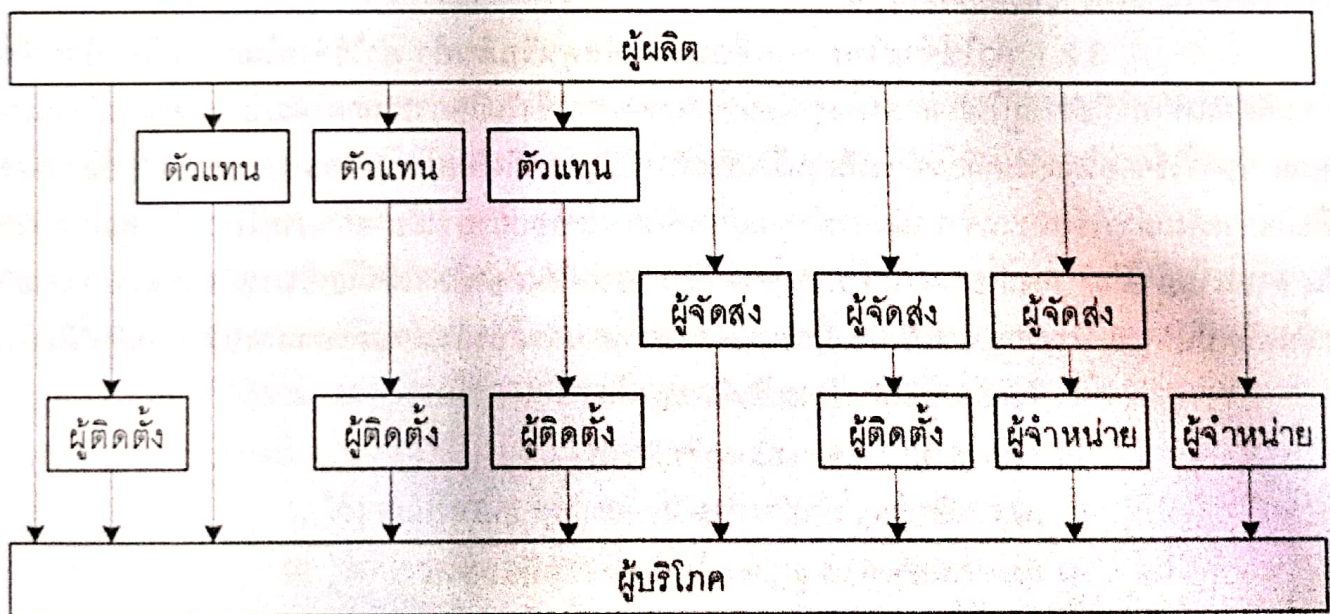 ผู้ผลิต
ตัวแทน ตัวแทน ตัวแทน
ผู้จัดส่ง ผู้จัดส่ง ผู้จัดส่ง
ผู้ติดตั้ง ผู้ติดตั้ง ผู้ติดตั้ง ผู้ติดตั้ง ผู้จำหน่าย ผู้จำหน่าย
ผู้บริโภค